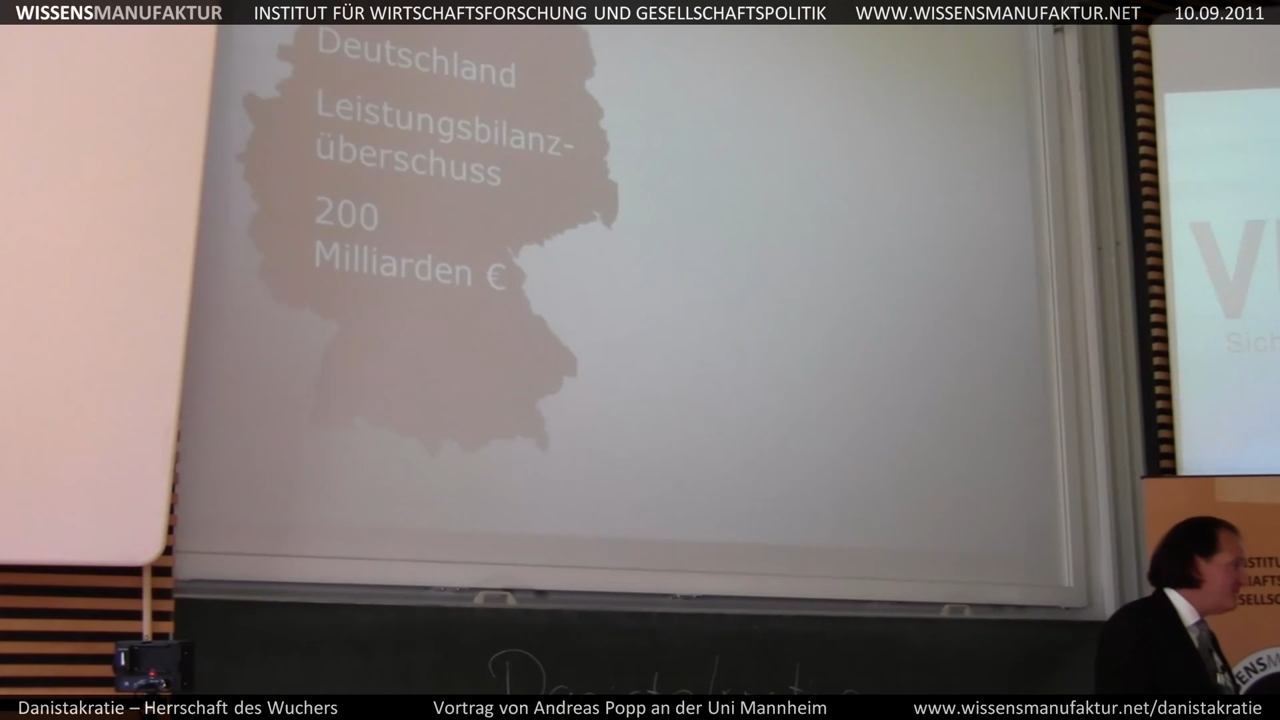 WISSENSMANUFAKTUR INSTITUT FÜR WIRTSCHAFTSFORSCHUNG UND GESELLSCHAFTSPOLITIK WWW.WISSENSMANUFAKTUR.NET 10.09.2011
Deutschland
Leistungsbilanz-
überschuss
200
Milliarden €
Danistakratie
Danistakratie – Herrschaft des Wuchers Vortrag von Andreas Popp an der Uni Mannheim www.wissensmanufaktur.net/danistakratie